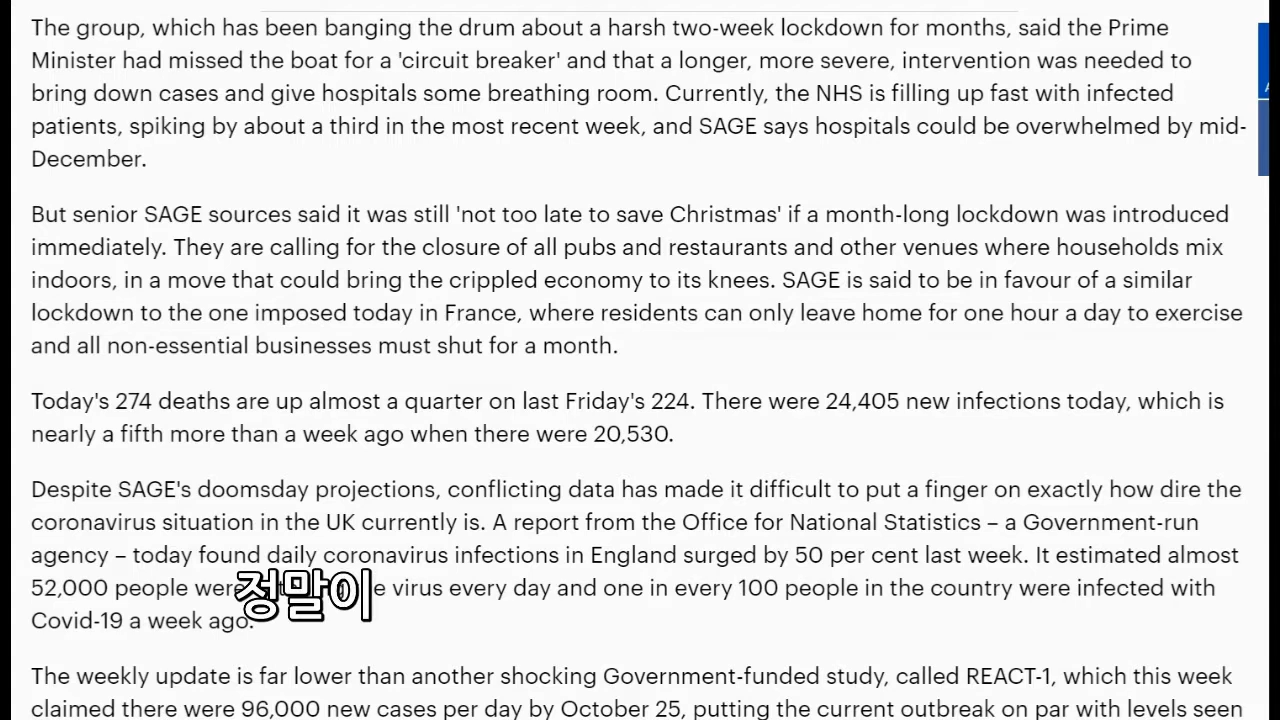 The group, which has been banging the drum about a harsh two-week lockdown for months, said the Prime
Minister had missed the boat for a 'circuit breaker' and that a longer, more severe, intervention was needed to
bring down cases and give hospitals some breathing room. Currently, the NHS is filling up fast with infected
patients, spiking by about a third in the most recent week, and SAGE says hospitals could be overwhelmed by mid-
December.
But senior SAGE sources said it was still 'not too late to save Christmas' if a month-long lockdown was introduced
immediately. They are calling for the closure of all pubs and restaurants and other venues where households mix
indoors, in a move that could bring the crippled economy to its knees. SAGE is said to be in favour of a similar
lockdown to the one imposed today in France, where residents can only leave home for one hour a day to exercise
and all non-essential businesses must shut for a month.
Today's 274 deaths are up almost a quarter on last Friday's 224. There were 24,405 new infections today, which is
nearly a fifth more than a week ago when there were 20,530.
Despite SAGE's doomsday projections, conflicting data has made it difficult to put a finger on exactly how dire the
coronavirus situation in the UK currently is. A report from the Office for National Statistics – a Government-run
agency – today found daily coronavirus infections in England surged by 50 per cent last week. It estimated almost
52,000 people were virus every day and one in every 100 people in the country were infected with
정말이
Covid-19 a week ago.
The weekly update is far lower than another shocking Government-funded study, called REACT-1, which this week
claimed there were 96,000 new cases per day by October 25, putting the current outbreak on par with levels seen